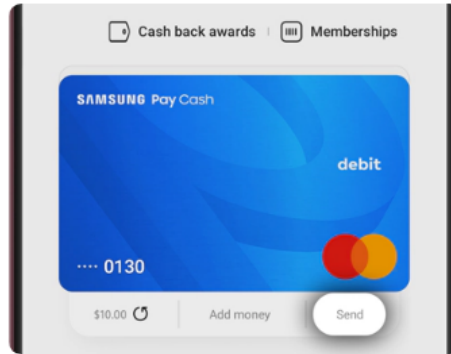 Cash back awards Memberships
SAMSUNG Pay Cash
debit
···· 0130
$10.00 Add money Send